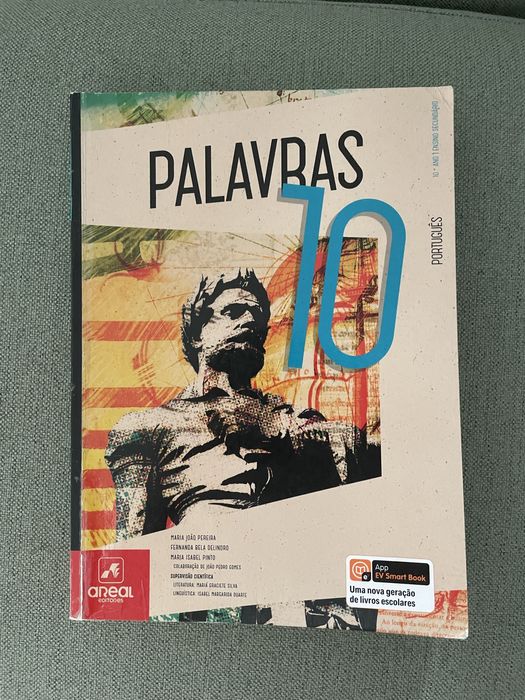 PALAVRAS
10
10.º ANO | ENSINO SECUNDÁRIO
PORTUGUÊS
MARIA JOÃO PEREIRA
FERNANDA BELA DELINDRO
MARIA ISABEL PINTO
COLABORAÇÃO DE JOÃO PEDRO GOMES
SUPERVISÃO CIENTÍFICA
LITERATURA: MARIA GRACIETE SILVA
LINGUÍSTICA: ISABEL MARGARIDA DUARTE
areal
editores
App
EV Smart Book
Uma nova geração
de livros escolares